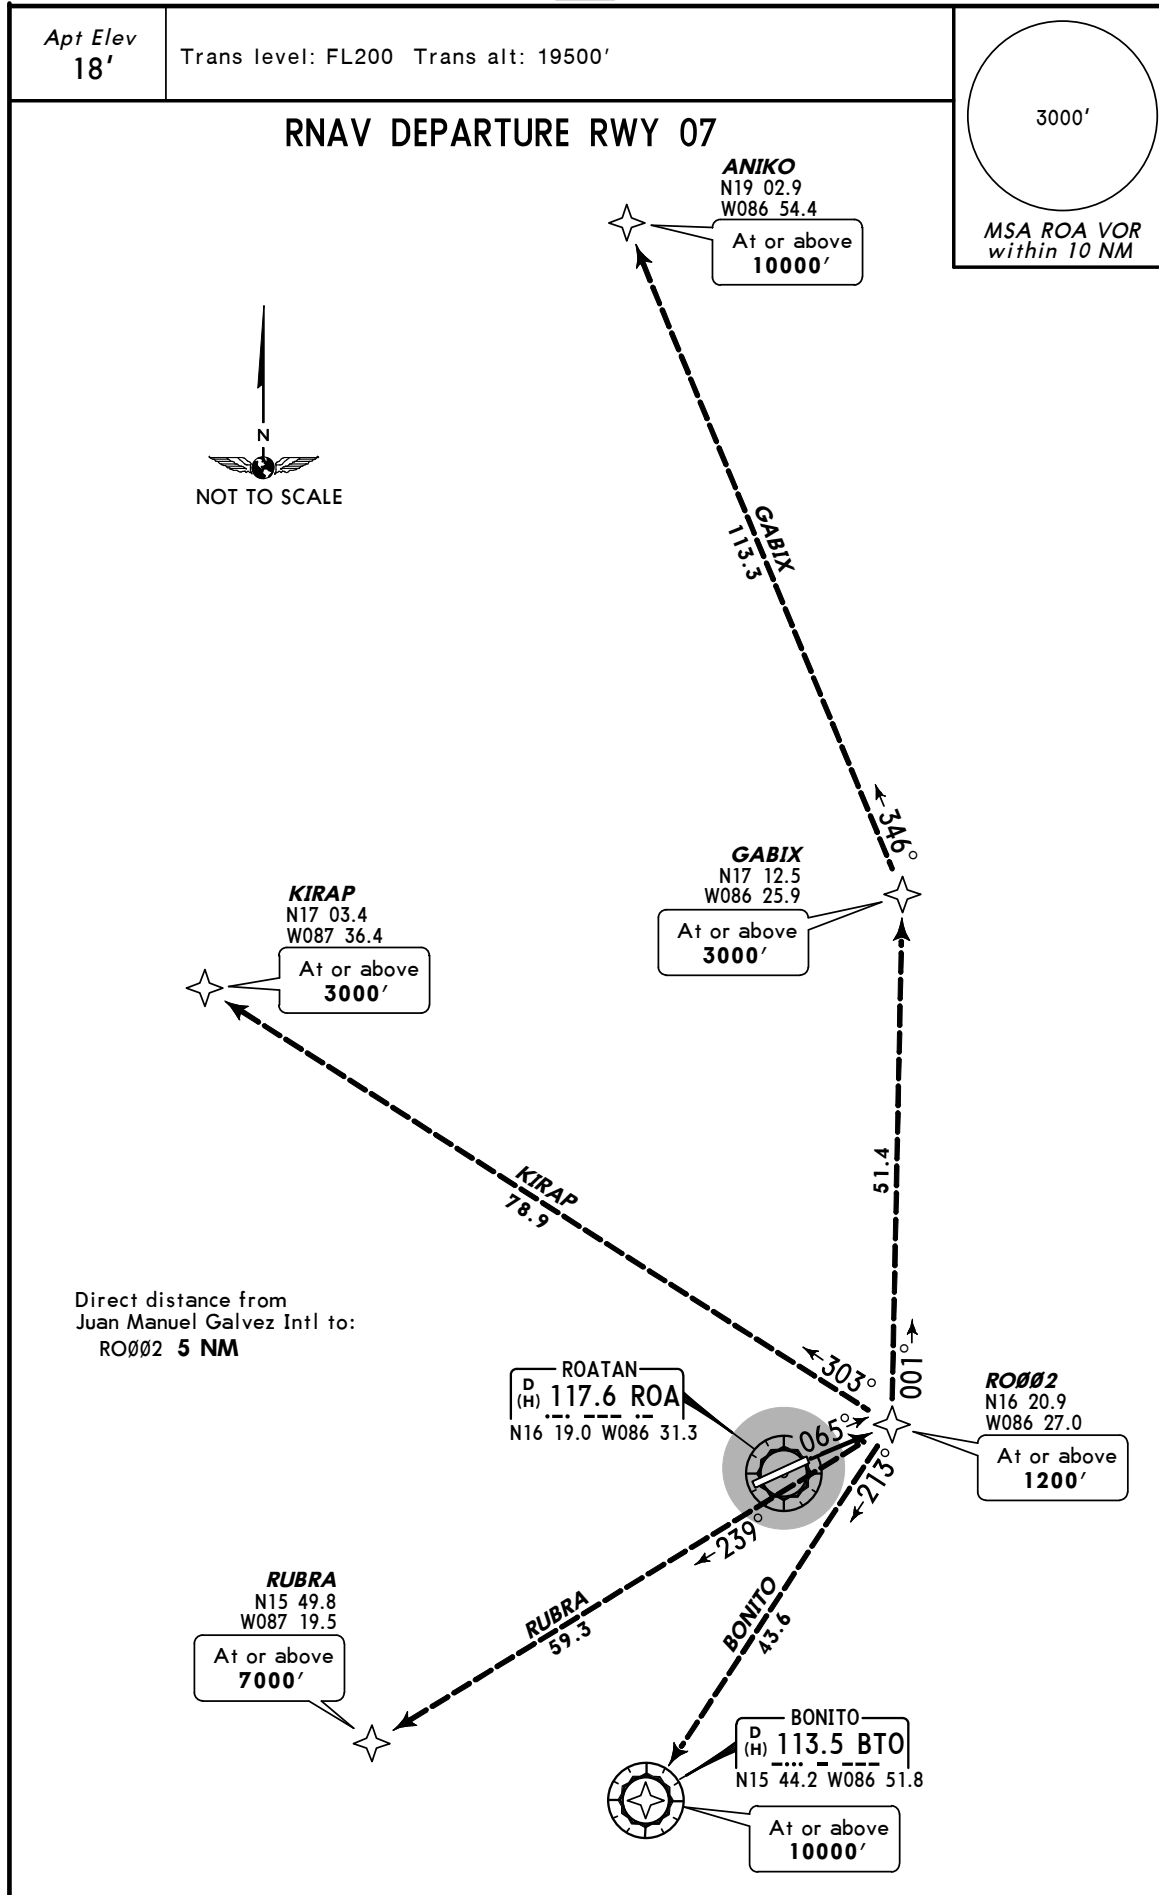 Apt Elev
18'
Trans level: FL200 Trans alt: 19500'
3000'
MSA ROA VOR
within 10 NM
RNAV DEPARTURE RWY 07
ANIKO
N19 02.9
W086 54.4
At or above
10000'
N
NOT TO SCALE
GABIX
113.3
346°
GABIX
N17 12.5
W086 25.9
At or above
3000'
KIRAP
N17 03.4
W087 36.4
At or above
3000'
KIRAP
78.9
51.4
Direct distance from
Juan Manuel Galvez Intl to:
ROØØ2 5 NM
303°
001°
ROATAN
D
(H) 117.6 ROA
N16 19.0 W086 31.3
065°
ROØØ2
N16 20.9
W086 27.0
At or above
1200'
213°
239°
RUBRA
N15 49.8
W087 19.5
At or above
7000'
RUBRA
59.3
BONITO
43.6
BONITO
D
(H) 113.5 BTO
N15 44.2 W086 51.8
At or above
10000'